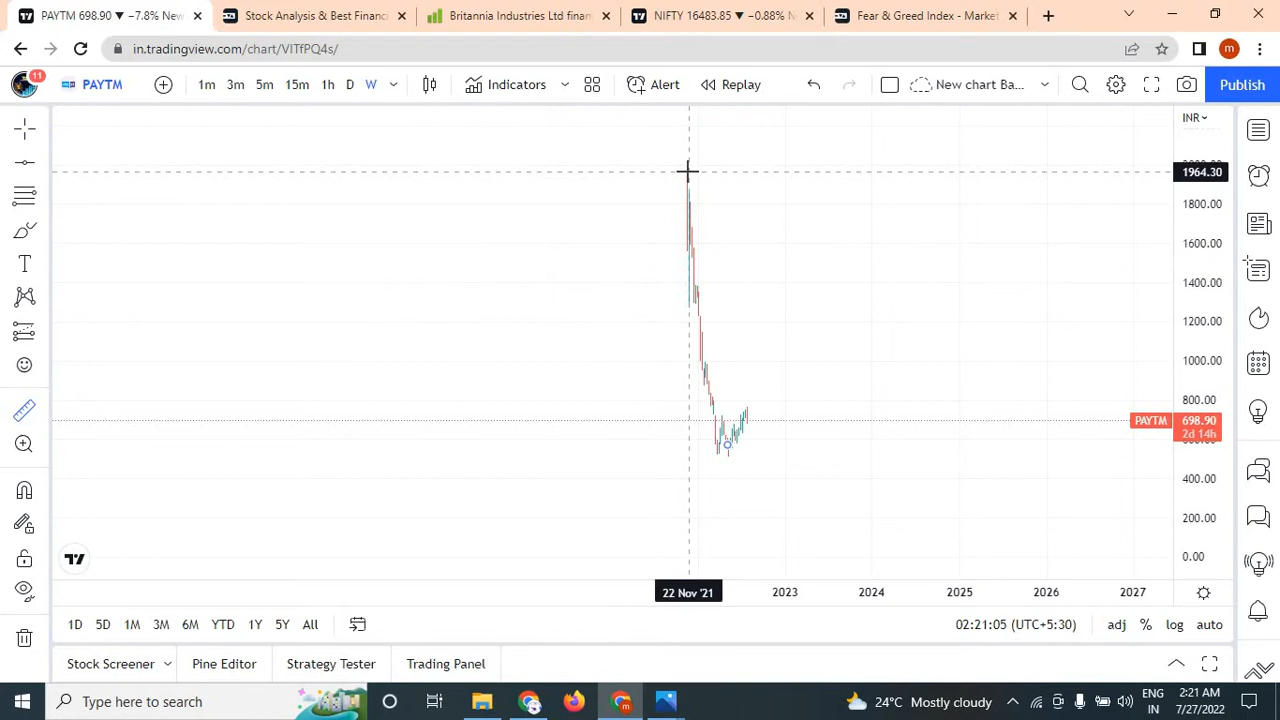 PAYTM 698.90 ▼ −7.8% New
Stock Analysis & Best Financ
Britannia Industries Ltd finan
NIFTY 16483.85 ▼ −0.88% N
Fear & Greed Index - Market
in.tradingview.com/chart/VITfPQ4s/
m
11
PAYTM
1m 3m 5m 15m 1h D W
Indicators
Alert
Replay
New chart Ba...
Publish
INR
1964.30
1800.00
1600.00
1400.00
1200.00
1000.00
800.00
PAYTM 698.90
2d 14h
400.00
200.00
0.00
22 Nov '21 2023 2024 2025 2026 2027
1D 5D 1M 3M 6M YTD 1Y 5Y All
02:21:05 (UTC+5:30)
adj % log auto
Stock Screener
Pine Editor
Strategy Tester
Trading Panel
Type here to search
24°C Mostly cloudy
ENG
IN
2:21 AM
7/27/2022